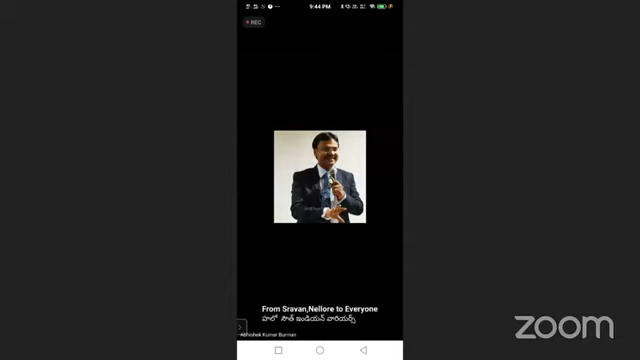 9:44 PM
REC
From Sravan,Nellore to Everyone
హలో సౌత్ ఇండియన్ వారియర్స్
Abhishek Kumar Burman
zoom